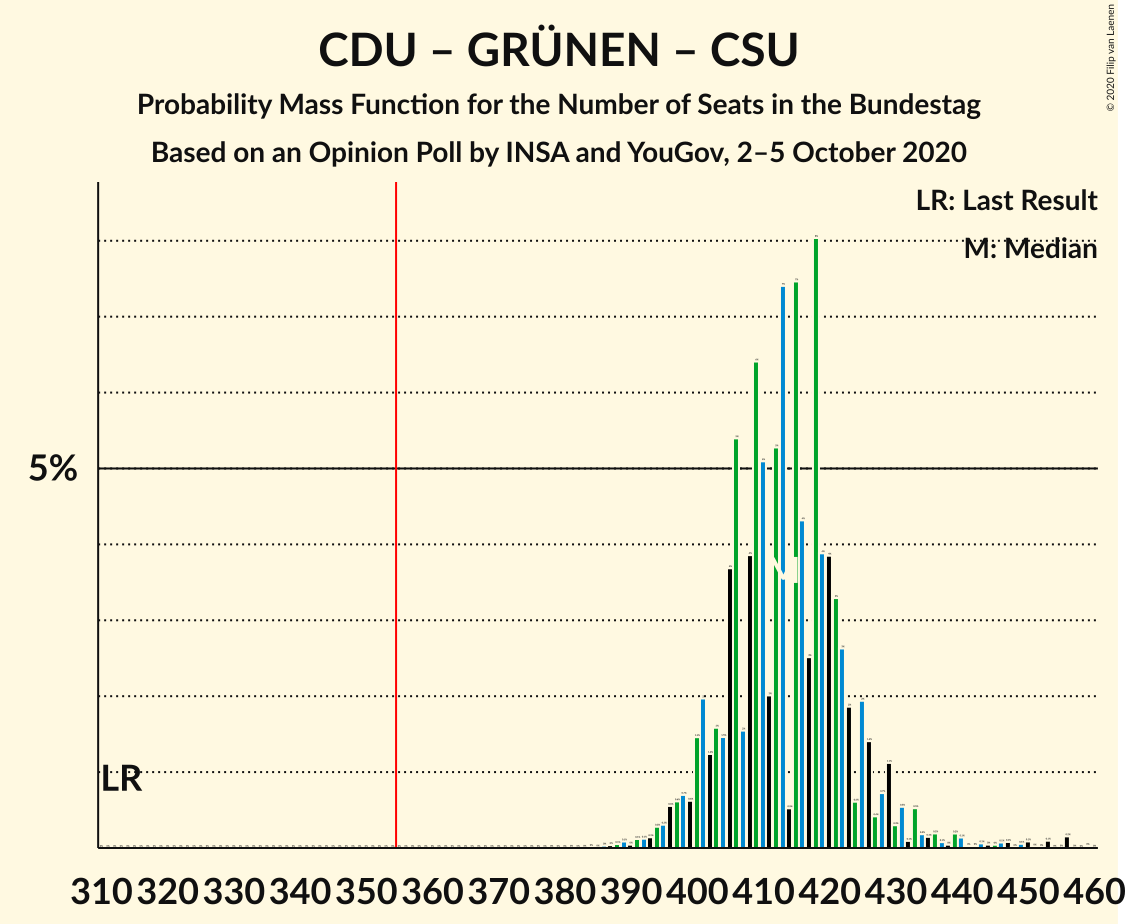 CDU – GRÜNEN – CSU
Probability Mass Function for the Number of Seats in the Bundestag
Based on an Opinion Poll by INSA and YouGov, 2–5 October 2020
© 2020 Filip van Laenen
LR: Last Result
M: Median
5%
M
LR
310 320 330 340 350 360 370 380 390 400 410 420 430 440 450 460